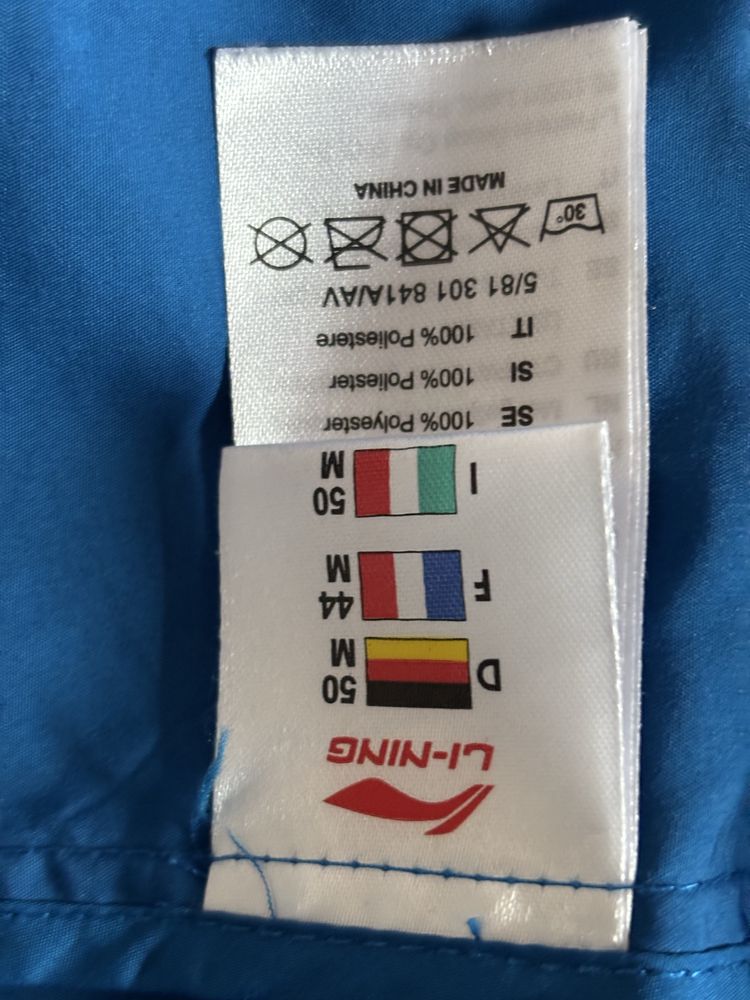 LI-NING
D 50
M
F 44
M
I 50
M
SE 100% Polyester
SI 100% Poliester
IT 100% Poliestere
5/81 301 841A/AV
30°
MADE IN CHINA